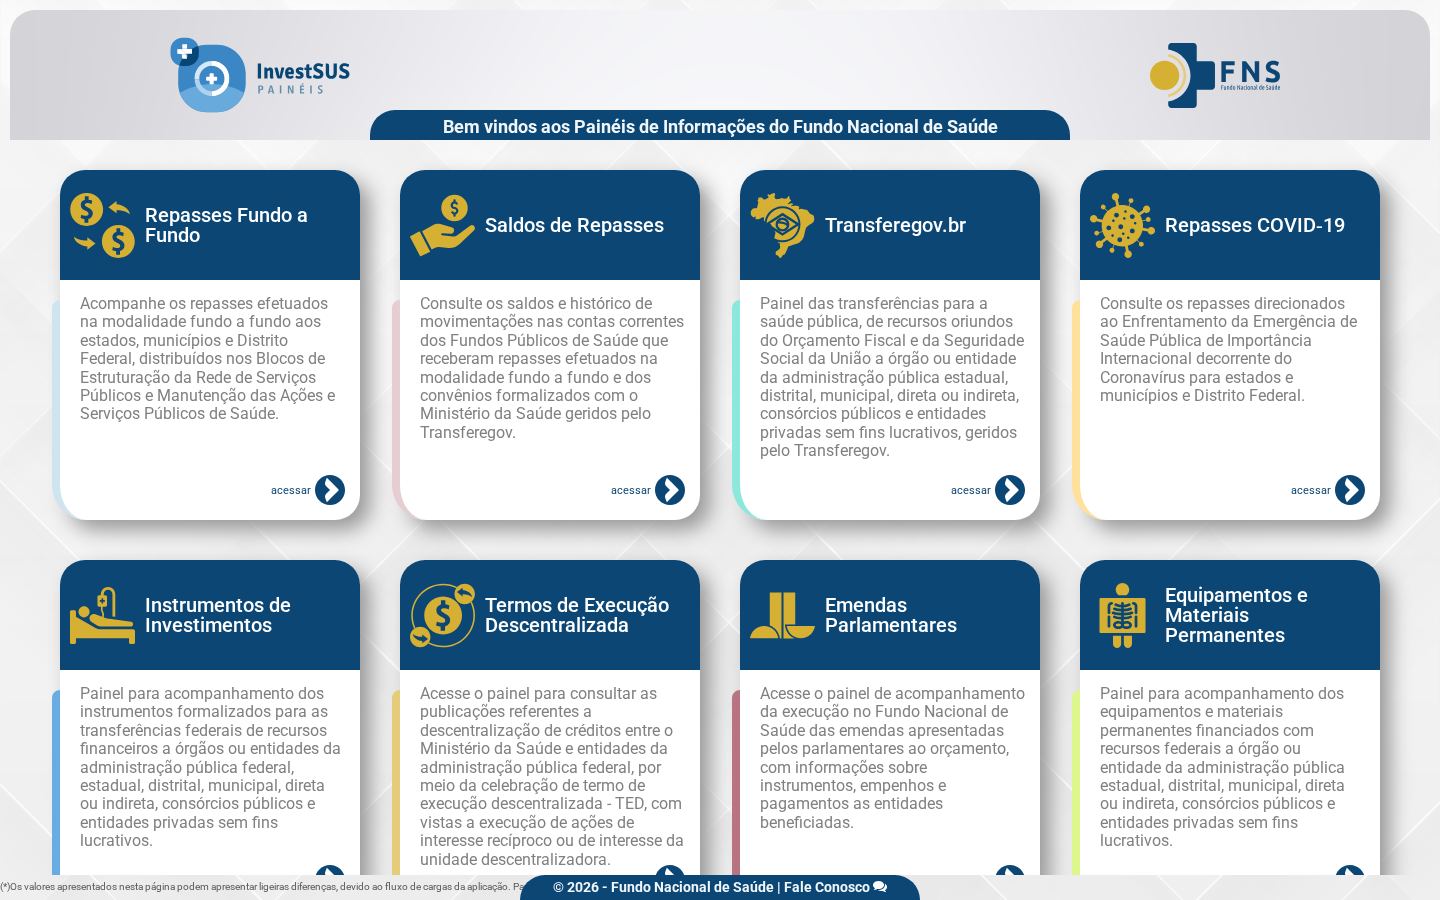 InvestSUS
PAINÉIS
FNS
Fundo Nacional de Saúde
Bem vindos aos Painéis de Informações do Fundo Nacional de Saúde
Repasses Fundo a
Fundo
Acompanhe os repasses efetuados
na modalidade fundo a fundo aos
estados, municípios e Distrito
Federal, distribuídos nos Blocos de
Estruturação da Rede de Serviços
Públicos e Manutenção das Ações e
Serviços Públicos de Saúde.
acessar
Saldos de Repasses
Consulte os saldos e histórico de
movimentações nas contas correntes
dos Fundos Públicos de Saúde que
receberam repasses efetuados na
modalidade fundo a fundo e dos
convênios formalizados com o
Ministério da Saúde geridos pelo
Transferegov.
acessar
Transferegov.br
Painel das transferências para a
saúde pública, de recursos oriundos
do Orçamento Fiscal e da Seguridade
Social da União a órgão ou entidade
da administração pública estadual,
distrital, municipal, direta ou indireta,
consórcios públicos e entidades
privadas sem fins lucrativos, geridos
pelo Transferegov.
acessar
Repasses COVID-19
Consulte os repasses direcionados
ao Enfrentamento da Emergência de
Saúde Pública de Importância
Internacional decorrente do
Coronavírus para estados e
municípios e Distrito Federal.
acessar
Instrumentos de
Investimentos
Painel para acompanhamento dos
instrumentos formalizados para as
transferências federais de recursos
financeiros a órgãos ou entidades da
administração pública federal,
estadual, distrital, municipal, direta
ou indireta, consórcios públicos e
entidades privadas sem fins
lucrativos.
Termos de Execução
Descentralizada
Acesse o painel para consultar as
publicações referentes a
descentralização de créditos entre o
Ministério da Saúde e entidades da
administração pública federal, por
meio da celebração de termo de
execução descentralizada - TED, com
vistas a execução de ações de
interesse recíproco ou de interesse da
unidade descentralizadora.
Emendas
Parlamentares
Acesse o painel de acompanhamento
da execução no Fundo Nacional de
Saúde das emendas apresentadas
pelos parlamentares ao orçamento,
com informações sobre
instrumentos, empenhos e
pagamentos as entidades
beneficiadas.
Equipamentos e
Materiais
Permanentes
Painel para acompanhamento dos
equipamentos e materiais
permanentes financiados com
recursos federais a órgão ou
entidade da administração pública
estadual, distrital, municipal, direta
ou indireta, consórcios públicos e
entidades privadas sem fins
lucrativos.
(*)Os valores apresentados nesta página podem apresentar ligeiras diferenças, devido ao fluxo de cargas da aplicação.
© 2026 - Fundo Nacional de Saúde | Fale Conosco